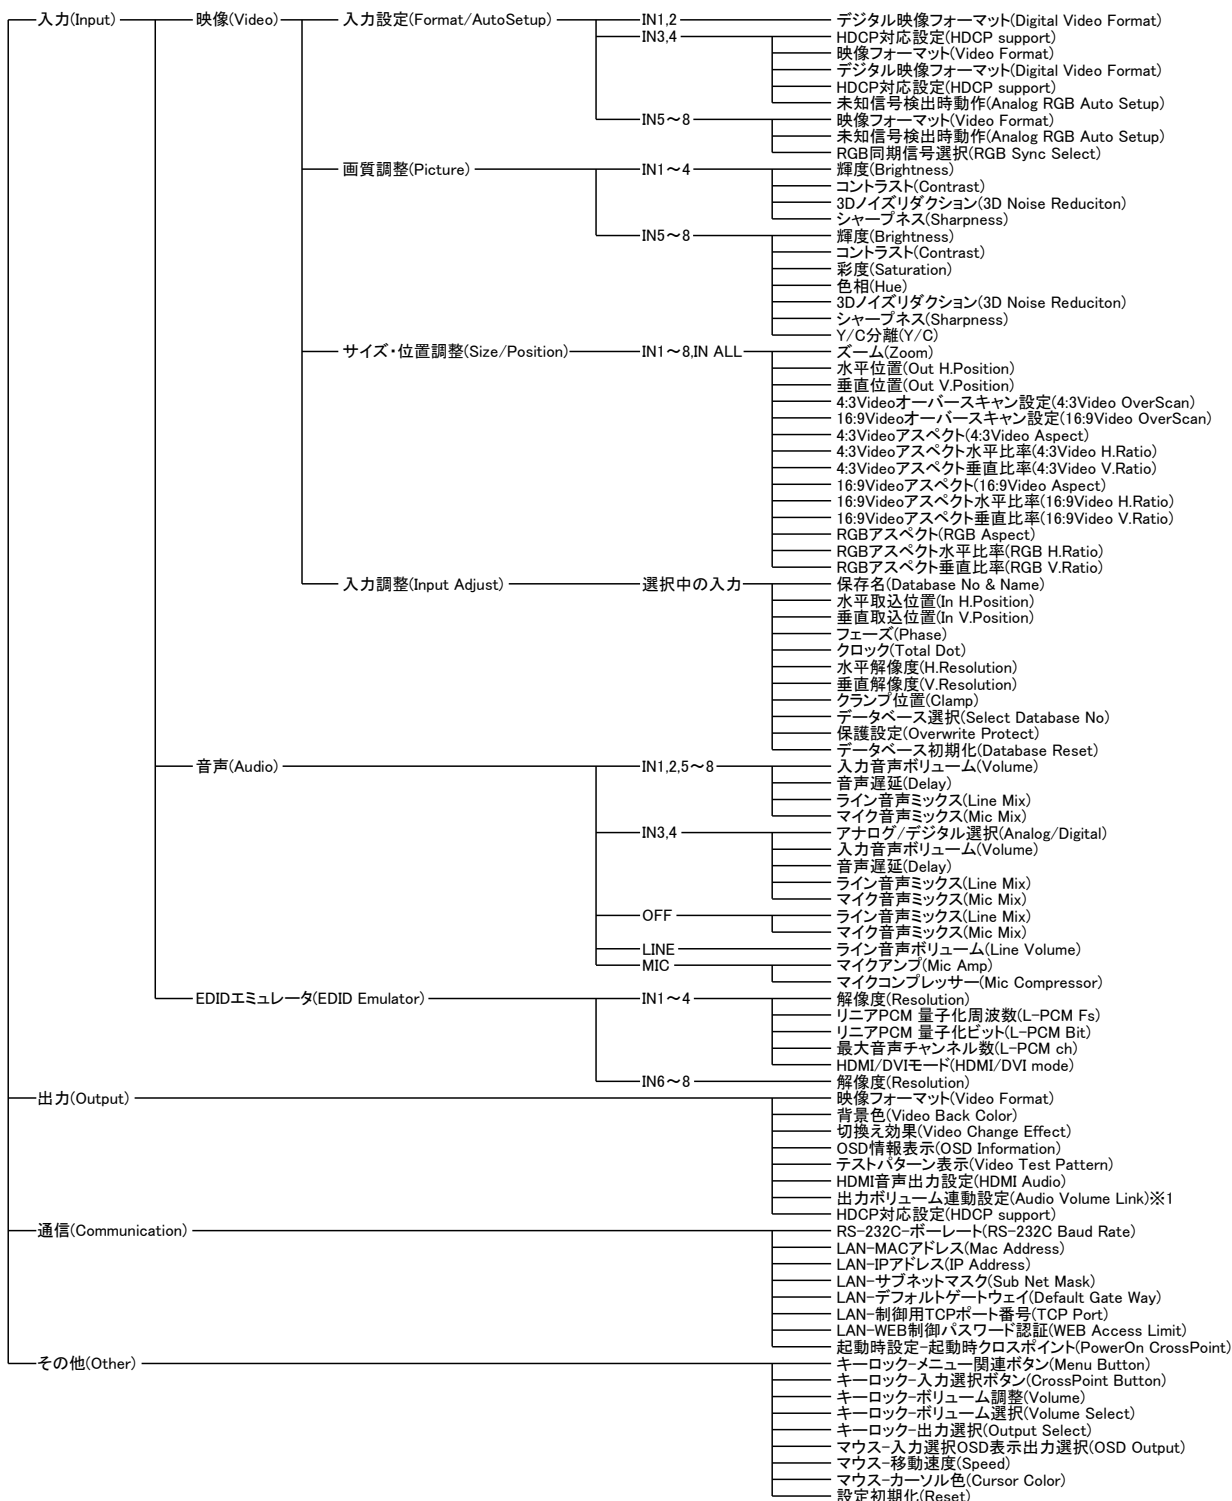 入力(Input) 映像(Video) 入力設定(Format/AutoSetup) IN1,2 デジタル映像フォーマット(Digital Video Format)
IN3,4 HDCP対応設定(HDCP support)
映像フォーマット(Video Format)
デジタル映像フォーマット(Digital Video Format)
HDCP対応設定(HDCP support)
未知信号検出時動作(Analog RGB Auto Setup)
IN5～8 映像フォーマット(Video Format)
未知信号検出時動作(Analog RGB Auto Setup)
RGB同期信号選択(RGB Sync Select)
画質調整(Picture) IN1～4 輝度(Brightness)
コントラスト(Contrast)
3Dノイズリダクション(3D Noise Reduciton)
シャープネス(Sharpness)
IN5～8 輝度(Brightness)
コントラスト(Contrast)
彩度(Saturation)
色相(Hue)
3Dノイズリダクション(3D Noise Reduciton)
シャープネス(Sharpness)
Y/C分離(Y/C)
サイズ・位置調整(Size/Position) IN1～8,IN ALL ズーム(Zoom)
水平位置(Out H.Position)
垂直位置(Out V.Position)
4:3Videoオーバースキャン設定(4:3Video OverScan)
16:9Videoオーバースキャン設定(16:9Video OverScan)
4:3Videoアスペクト(4:3Video Aspect)
4:3Videoアスペクト水平比率(4:3Video H.Ratio)
4:3Videoアスペクト垂直比率(4:3Video V.Ratio)
16:9Videoアスペクト(16:9Video Aspect)
16:9Videoアスペクト水平比率(16:9Video H.Ratio)
16:9Videoアスペクト垂直比率(16:9Video V.Ratio)
RGBアスペクト(RGB Aspect)
RGBアスペクト水平比率(RGB H.Ratio)
RGBアスペクト垂直比率(RGB V.Ratio)
入力調整(Input Adjust) 選択中の入力 保存名(Database No & Name)
水平取込位置(In H.Position)
垂直取込位置(In V.Position)
フェーズ(Phase)
クロック(Total Dot)
水平解像度(H.Resolution)
垂直解像度(V.Resolution)
クランプ位置(Clamp)
データベース選択(Select Database No)
保護設定(Overwrite Protect)
データベース初期化(Database Reset)
音声(Audio) IN1,2,5～8 入力音声ボリューム(Volume)
音声遅延(Delay)
ライン音声ミックス(Line Mix)
マイク音声ミックス(Mic Mix)
IN3,4 アナログ/デジタル選択(Analog/Digital)
入力音声ボリューム(Volume)
音声遅延(Delay)
ライン音声ミックス(Line Mix)
マイク音声ミックス(Mic Mix)
OFF ライン音声ミックス(Line Mix)
マイク音声ミックス(Mic Mix)
LINE ライン音声ボリューム(Line Volume)
MIC マイクアンプ(Mic Amp)
マイクコンプレッサー(Mic Compressor)
EDIDエミュレータ(EDID Emulator) IN1～4 解像度(Resolution)
リニアPCM 量子化周波数(L-PCM Fs)
リニアPCM 量子化ビット(L-PCM Bit)
最大音声チャンネル数(L-PCM ch)
HDMI/DVIモード(HDMI/DVI mode)
IN6～8 解像度(Resolution)
出力(Output) 映像フォーマット(Video Format)
背景色(Video Back Color)
切換え効果(Video Change Effect)
OSD情報表示(OSD Information)
テストパターン表示(Video Test Pattern)
HDMI音声出力設定(HDMI Audio)
出力ボリューム連動設定(Audio Volume Link)※1
HDCP対応設定(HDCP support)
通信(Communication) RS-232C-ボーレート(RS-232C Baud Rate)
LAN-MACアドレス(Mac Address)
LAN-IPアドレス(IP Address)
LAN-サブネットマスク(Sub Net Mask)
LAN-デフォルトゲートウェイ(Default Gate Way)
LAN-制御用TCPポート番号(TCP Port)
LAN-WEB制御パスワード認証(WEB Access Limit)
起動時設定-起動時クロスポイント(PowerOn CrossPoint)
その他(Other) キーロック-メニュー関連ボタン(Menu Button)
キーロック-入力選択ボタン(CrossPoint Button)
キーロック-ボリューム調整(Volume)
キーロック-ボリューム選択(Volume Select)
キーロック-出力選択(Output Select)
マウス-入力選択OSD表示出力選択(OSD Output)
マウス-移動速度(Speed)
マウス-カーソル色(Cursor Color)
設定初期化(Reset)